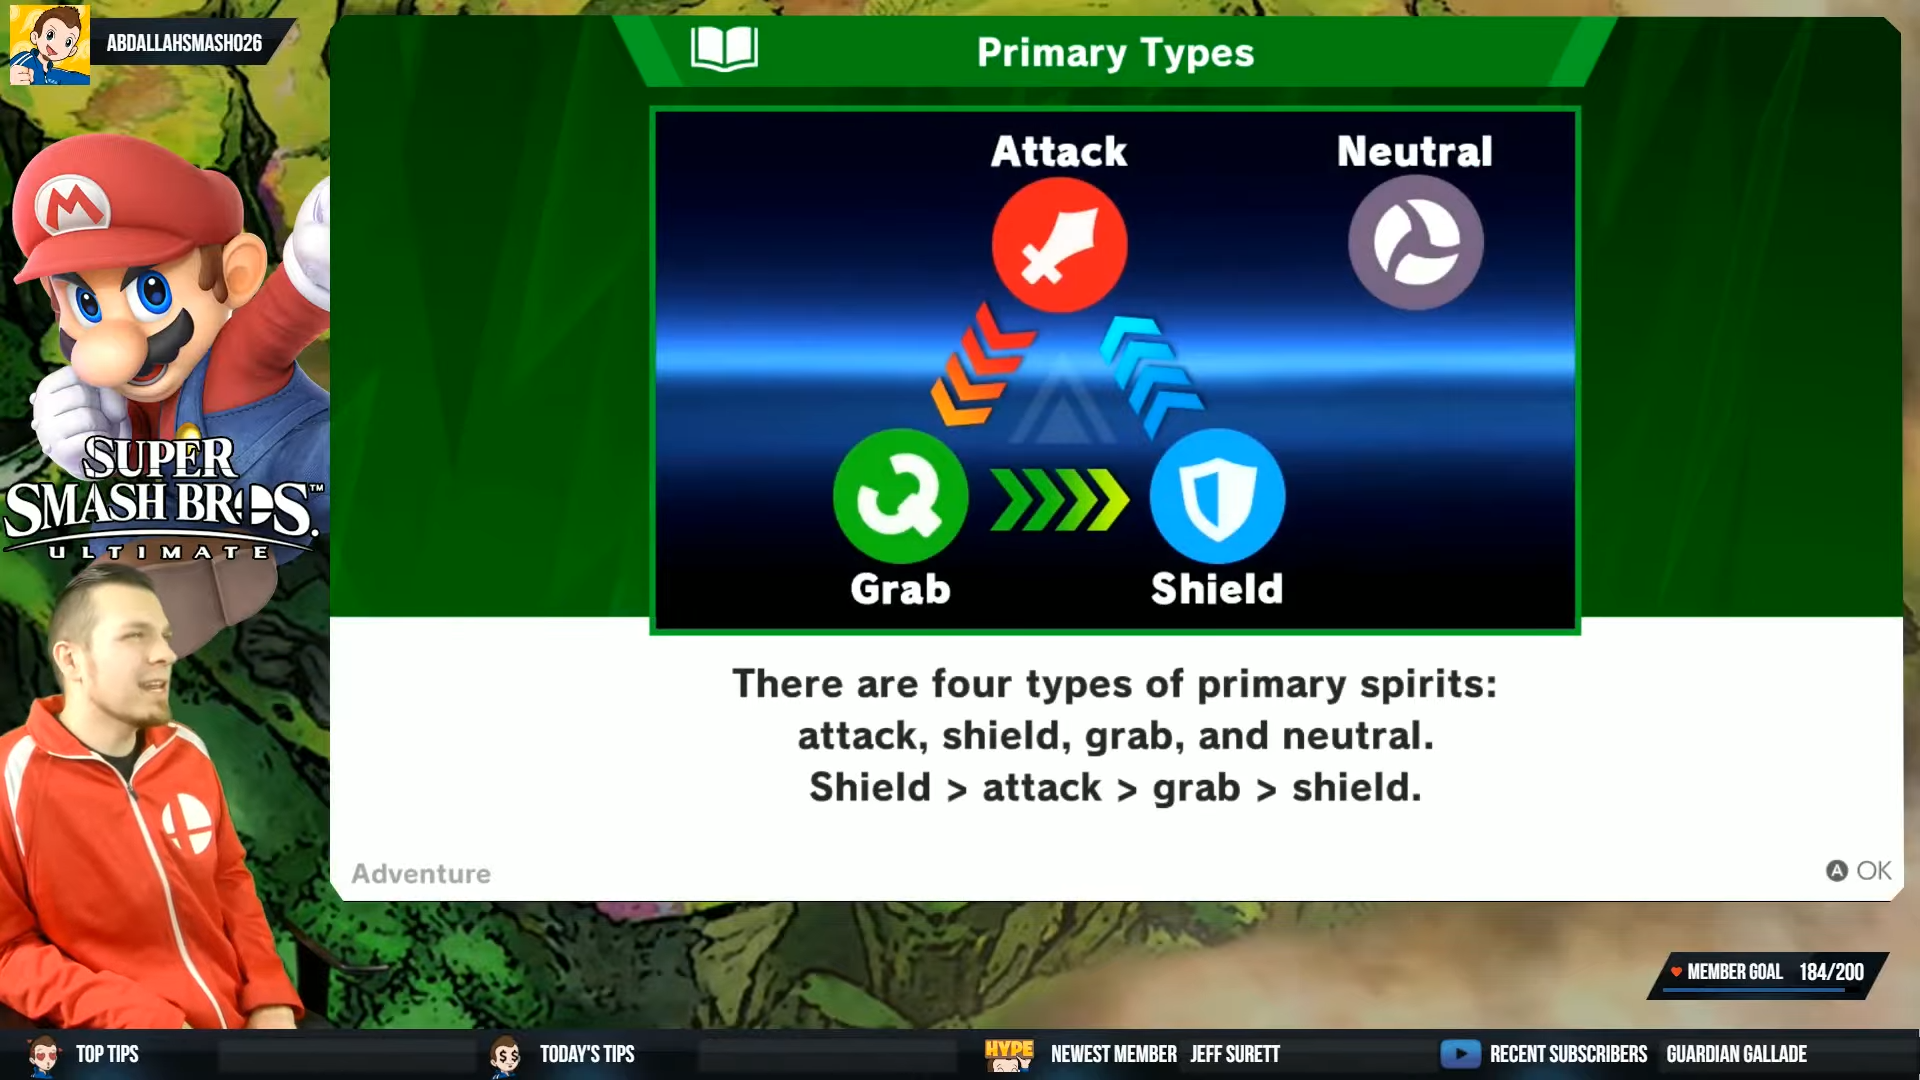 ABDALLAHSMASH026
Primary Types
Attack
Neutral
Grab
Shield
M
SUPER
SMASH BROS.™
ULTIMATE
There are four types of primary spirits:
attack, shield, grab, and neutral.
Shield > attack > grab > shield.
Adventure
A OK
MEMBER GOAL 184/200
TOP TIPS
TODAY'S TIPS
HYPE
NEWEST MEMBER JEFF SURETT
RECENT SUBSCRIBERS GUARDIAN GALLADE